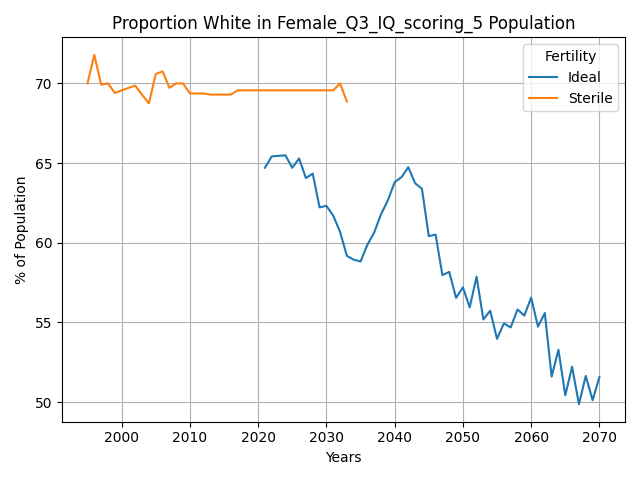 Proportion White in Female_Q3_IQ_scoring_5 Population
Fertility
Ideal
Sterile
% of Population
70
65
60
55
50
2000 2010 2020 2030 2040 2050 2060 2070
Years